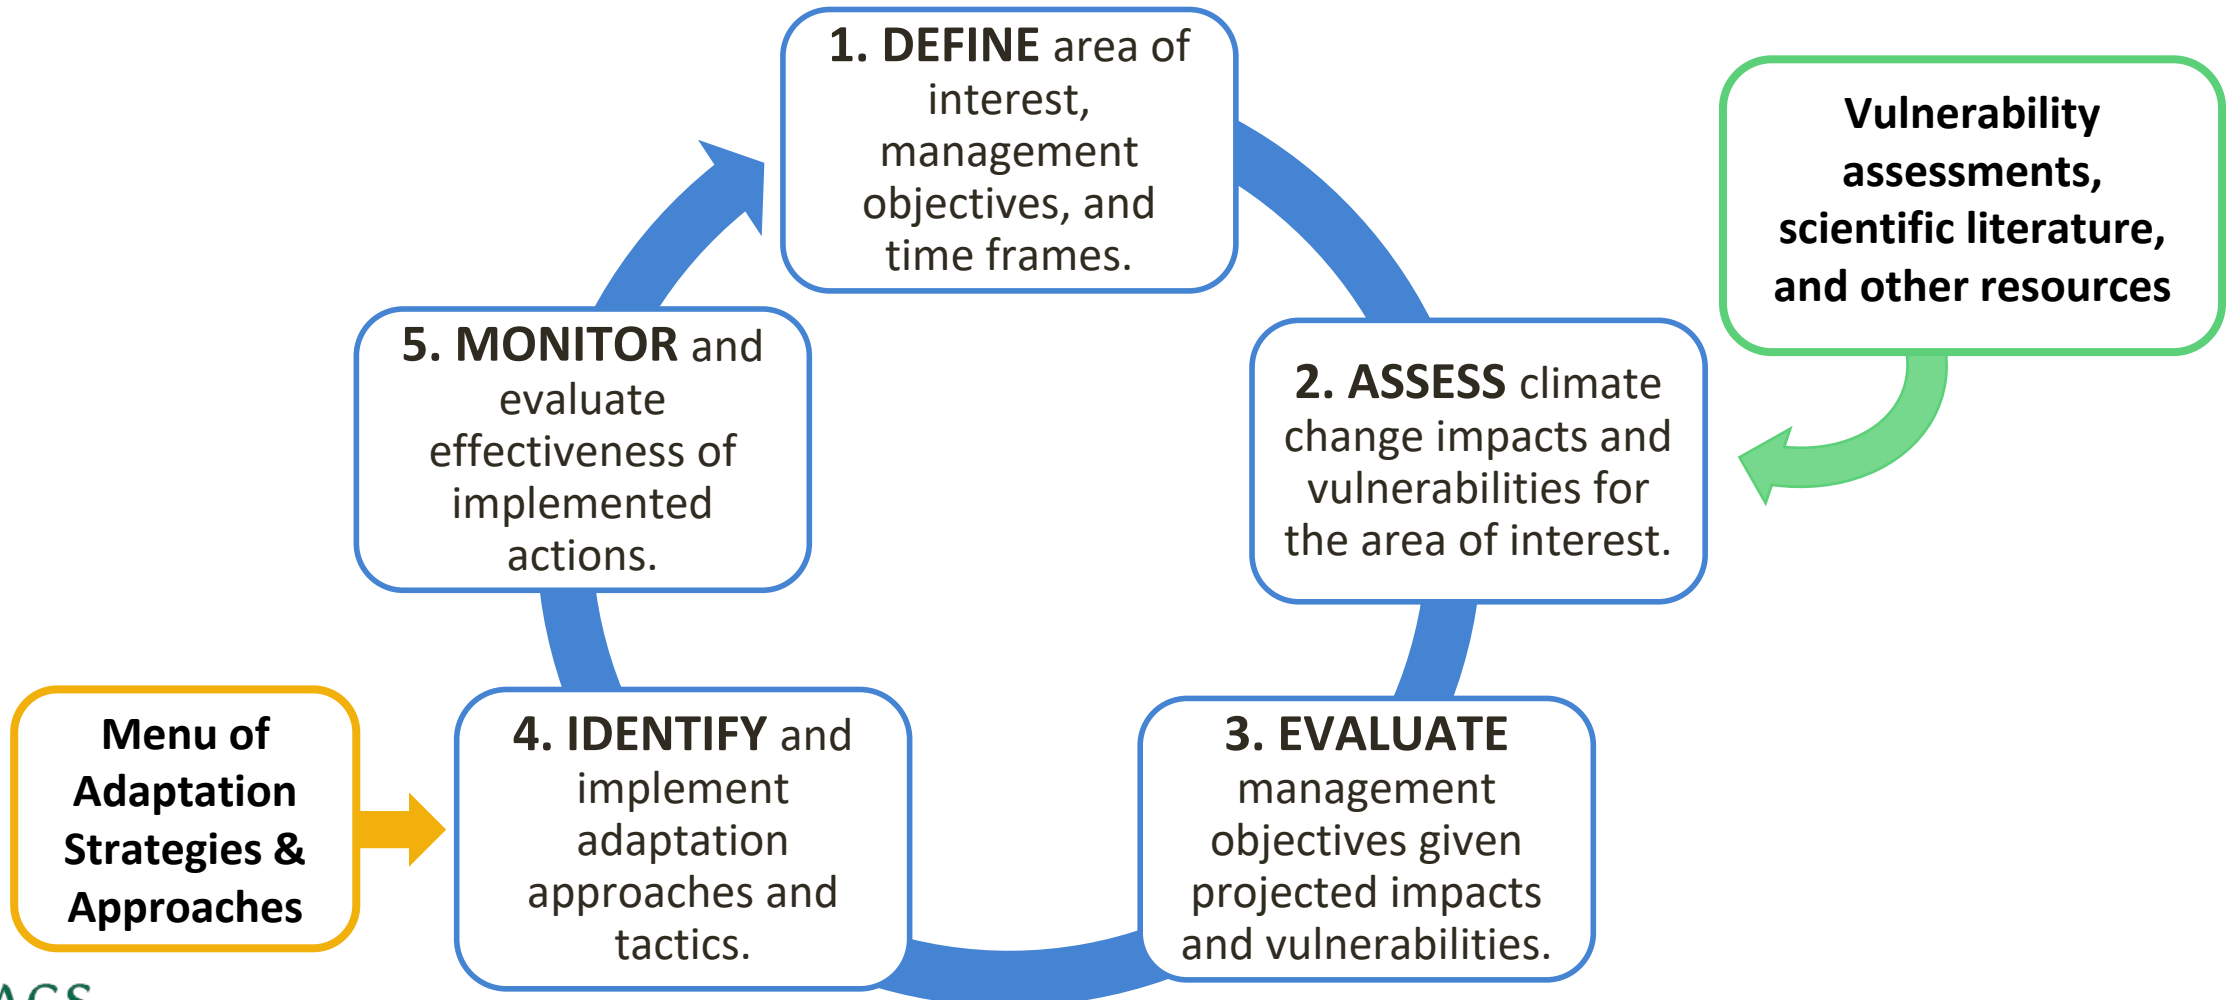 1. DEFINE area of
interest,
management
objectives, and
time frames.
Vulnerability
assessments,
scientific literature,
and other resources
2. ASSESS climate
change impacts and
vulnerabilities for
the area of interest.
3. EVALUATE
management
objectives given
projected impacts
and vulnerabilities.
4. IDENTIFY and
implement
adaptation
approaches and
tactics.
Menu of
Adaptation
Strategies &
Approaches
5. MONITOR and
evaluate
effectiveness of
implemented
actions.